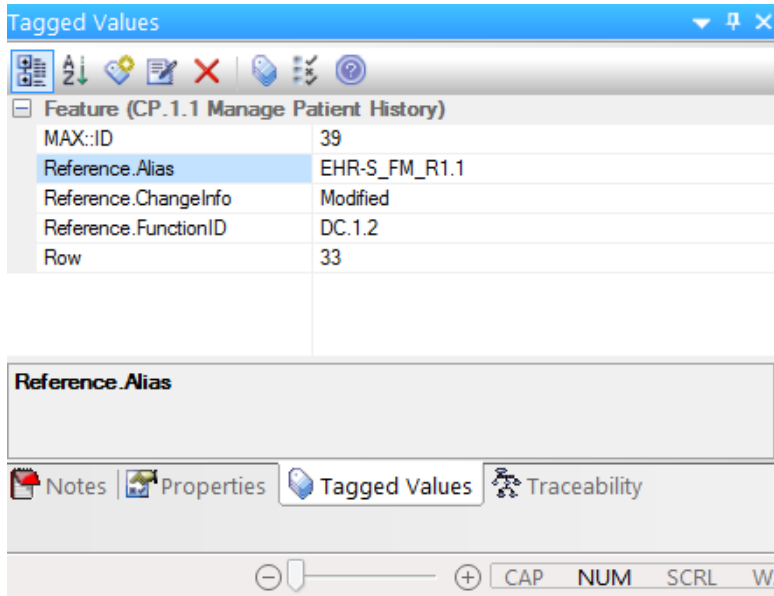 Tagged Values
Feature (CP.1.1 Manage Patient History)
MAX::ID 39
Reference.Alias EHR-S_FM_R1.1
Reference.ChangeInfo Modified
Reference.FunctionID DC.1.2
Row 33
Reference.Alias
Notes Properties Tagged Values Traceability
CAP NUM SCRL